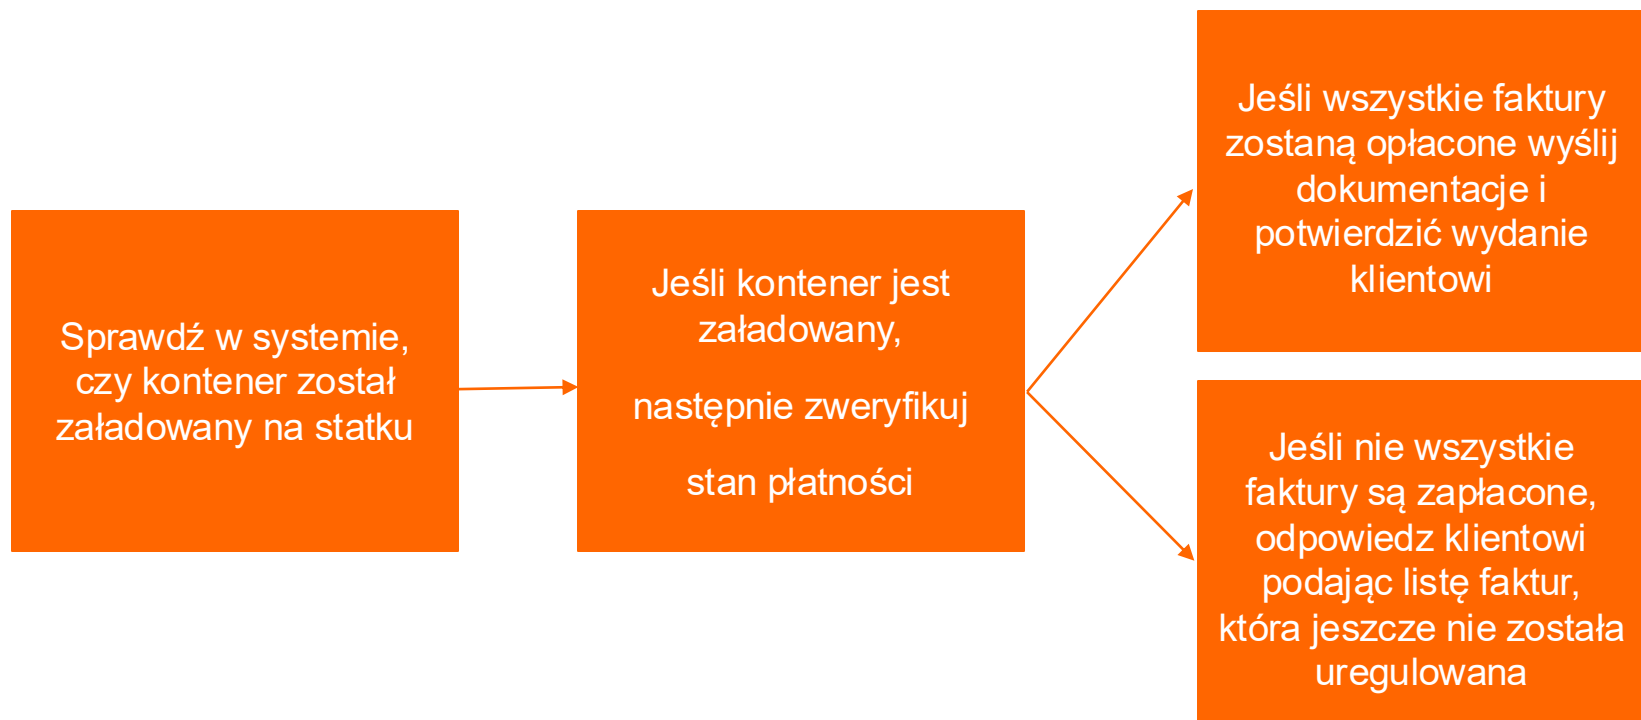 Sprawdź w systemie,
czy kontener został
załadowany na statku
Jeśli kontener jest
załadowany,
następnie zweryfikuj
stan płatności
Jeśli wszystkie faktury
zostaną opłacone wyślij
dokumentacje i
potwierdzić wydanie
klientowi
Jeśli nie wszystkie
faktury są zapłacone,
odpowiedz klientowi
podając listę faktur,
która jeszcze nie została
uregulowana